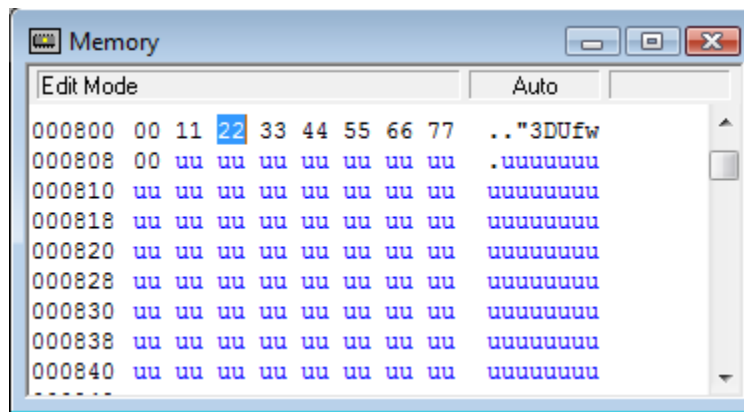 Memory
Edit Mode Auto
000800 00 11 22 33 44 55 66 77 .."3DUfw
000808 00 uu uu uu uu uu uu uu .uuuuuuu
000810 uu uu uu uu uu uu uu uu uuuuuuuu
000818 uu uu uu uu uu uu uu uu uuuuuuuu
000820 uu uu uu uu uu uu uu uu uuuuuuuu
000828 uu uu uu uu uu uu uu uu uuuuuuuu
000830 uu uu uu uu uu uu uu uu uuuuuuuu
000838 uu uu uu uu uu uu uu uu uuuuuuuu
000840 uu uu uu uu uu uu uu uu uuuuuuuu